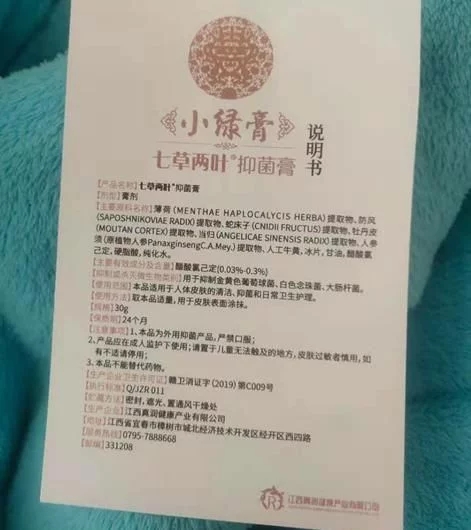 小绿膏
七草两叶®抑菌膏
说明书
【产品名称】七草两叶®抑菌膏
【剂型】膏剂
【主要原料名称】薄荷(MENTHAE HAPLOCALYCIS HERBA)提取物、防风
(SAPOSHNIKOVIAE RADIX)提取物、蛇床子(CNIDII FRUCTUS)提取物、牡丹皮
(MOUTAN CORTEX)提取物、当归(ANGELICAE SINENSIS RADIX)提取物、人参
须(原植物人参PanaxginsengC.A.Mey.)提取物、人工牛黄、冰片、甘油、醋酸氯
己定、硬脂酸、纯化水。
【主要有效成分及含量】醋酸氯己定(0.03%-0.3%)
【抑制或杀灭微生物类别】用于抑制金黄色葡萄球菌、白色念珠菌、大肠杆菌。
【使用范围】本品适用于人体皮肤的清洁、抑菌和日常卫生护理。
【使用方法】取本品适量,用于皮肤表面涂抹。
【规格】30g
【保质期】24个月
【注意事项】1、本品为外用抑菌产品,严禁口服;
2、产品应在成人监护下使用;请置于儿童无法触及的地方,皮肤过敏者慎用,如
有不适请停用;
3、本品不能替代药物。
【生产企业卫生许可证】赣卫消证字(2019)第C009号
【执行标准】Q/JZR 011
【贮藏方法】密封,遮光、置通风干燥处
【生产企业】江西真润健康产业有限公司
【地址】江西省宜春市樟树市城北经济技术开发区经开区西四路
【服务热线】0795-7888668
【邮编】331208
江西真润健康产业有限公司